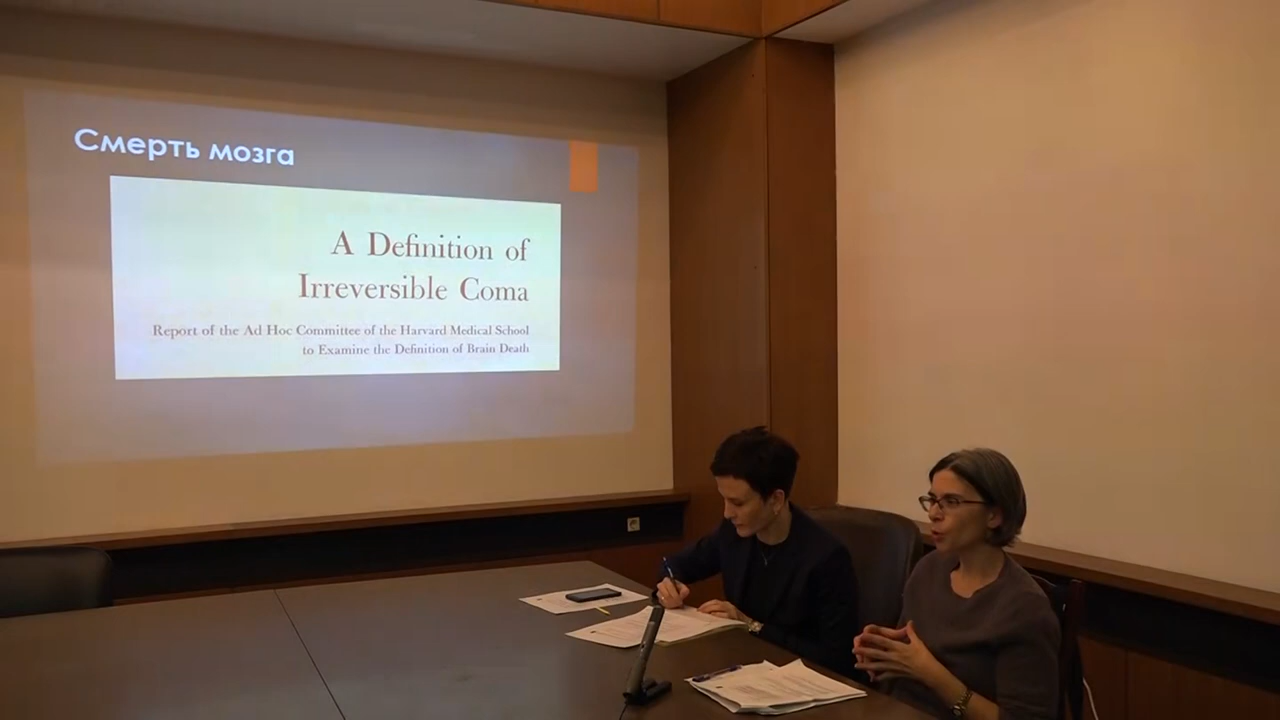 Смерть мозга
A Definition of
Irreversible Coma
Report of the Ad Hoc Committee of the Harvard Medical School
to Examine the Definition of Brain Death